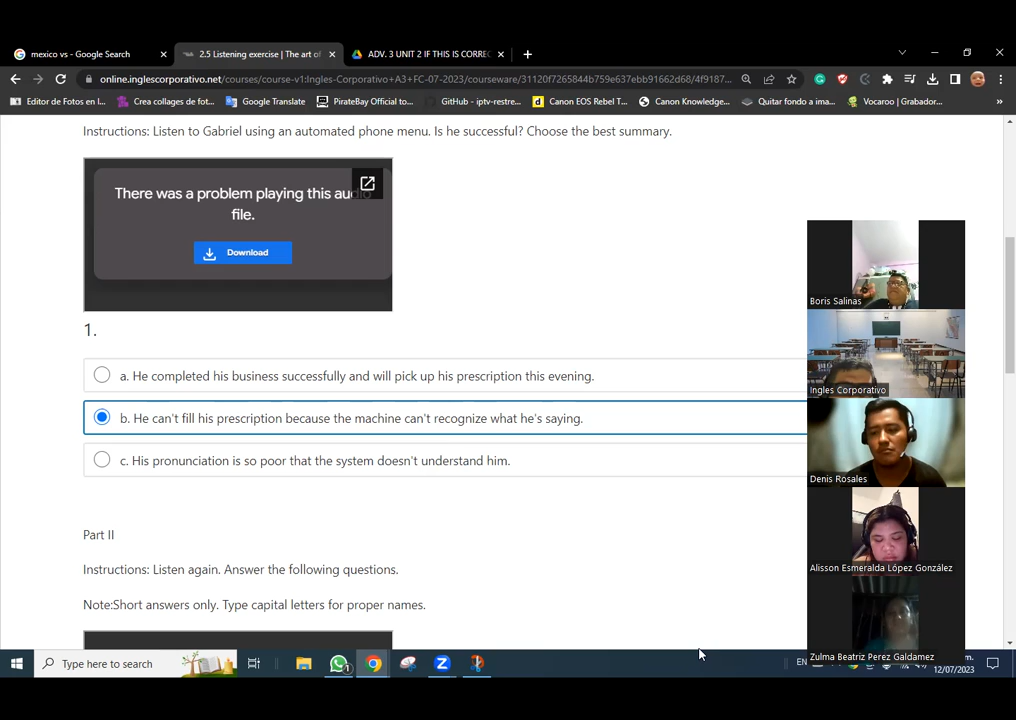 mexico vs - Google Search
2.5 Listening exercise | The art of
ADV. 3 UNIT 2 IF THIS IS CORREC
online.inglescorporativo.net/courses/course-v1:Ingles-Corporativo+A3+FC-07-2023/courseware/31120f7265844b759e637ebb91662d68/4f9187...
Editor de Fotos en l...
Crea collages de fot...
Google Translate
PirateBay Official to...
GitHub - iptv-restre...
Canon EOS Rebel T...
Canon Knowledge...
Quitar fondo a ima...
Vocaroo | Grabador...
Instructions: Listen to Gabriel using an automated phone menu. Is he successful? Choose the best summary.
There was a problem playing this audio
file.
Download
1.
a. He completed his business successfully and will pick up his prescription this evening.
b. He can't fill his prescription because the machine can't recognize what he's saying.
c. His pronunciation is so poor that the system doesn't understand him.
Part II
Instructions: Listen again. Answer the following questions.
Note:Short answers only. Type capital letters for proper names.
Boris Salinas
Ingles Corporativo
Denis Rosales
Alisson Esmeralda López González
Zulma Beatriz Perez Galdamez
Type here to search
1
EN
m.
12/07/2023